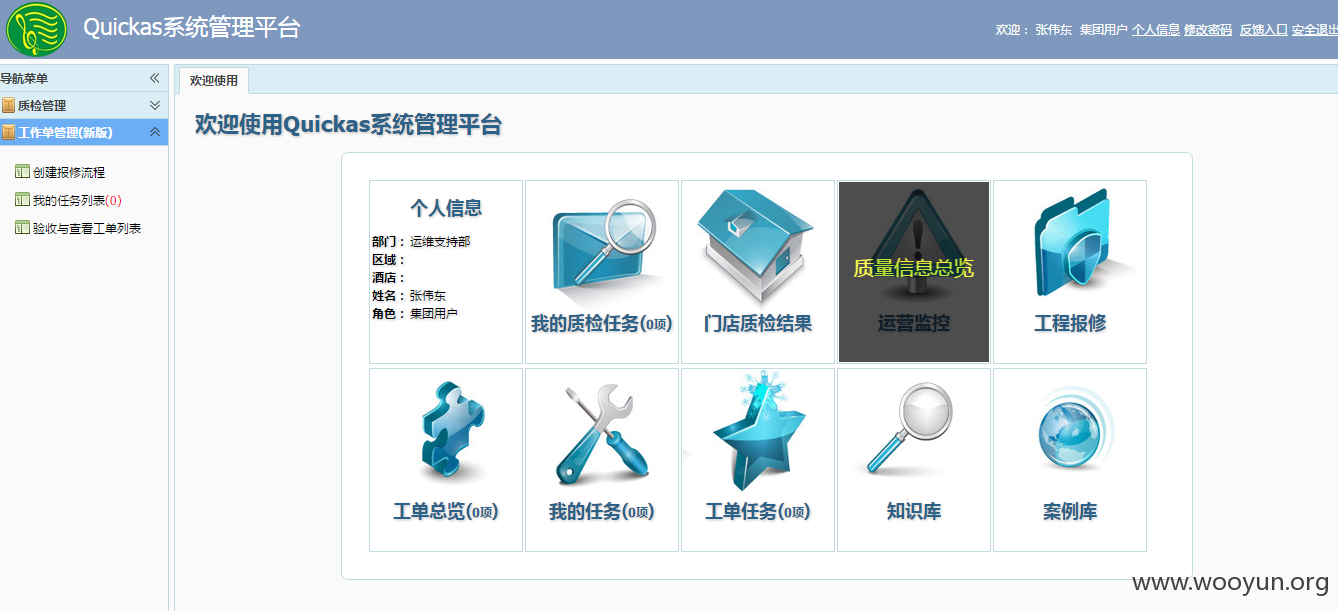 Quickas系统管理平台
欢迎： 张伟东 集团用户 个人信息 修改密码 反馈入口 安全退出
导航菜单
欢迎使用
质检管理
工作单管理(新版)
创建报修流程
我的任务列表(0)
验收与查看工单列表
欢迎使用Quickas系统管理平台
个人信息
部门： 运维支持部
区域：
酒店：
姓名： 张伟东
角色： 集团用户
我的质检任务(0项)
门店质检结果
质量信息总览
运营监控
工程报修
工单总览(0项)
我的任务(0项)
工单任务(0项)
知识库
案例库
www.wooyun.org